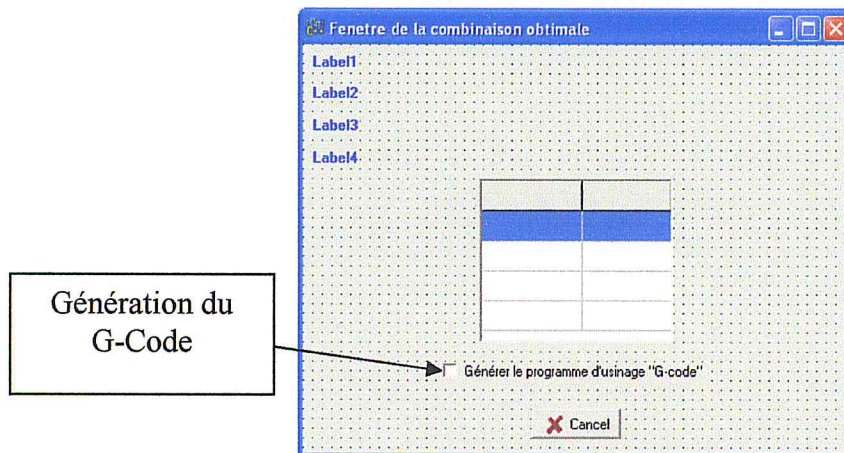 Fenetre de la combinaison obtimale
Label1
Label2
Label3
Label4
Génération du
G-Code
Générer le programme d'usinage "G-code"
Cancel